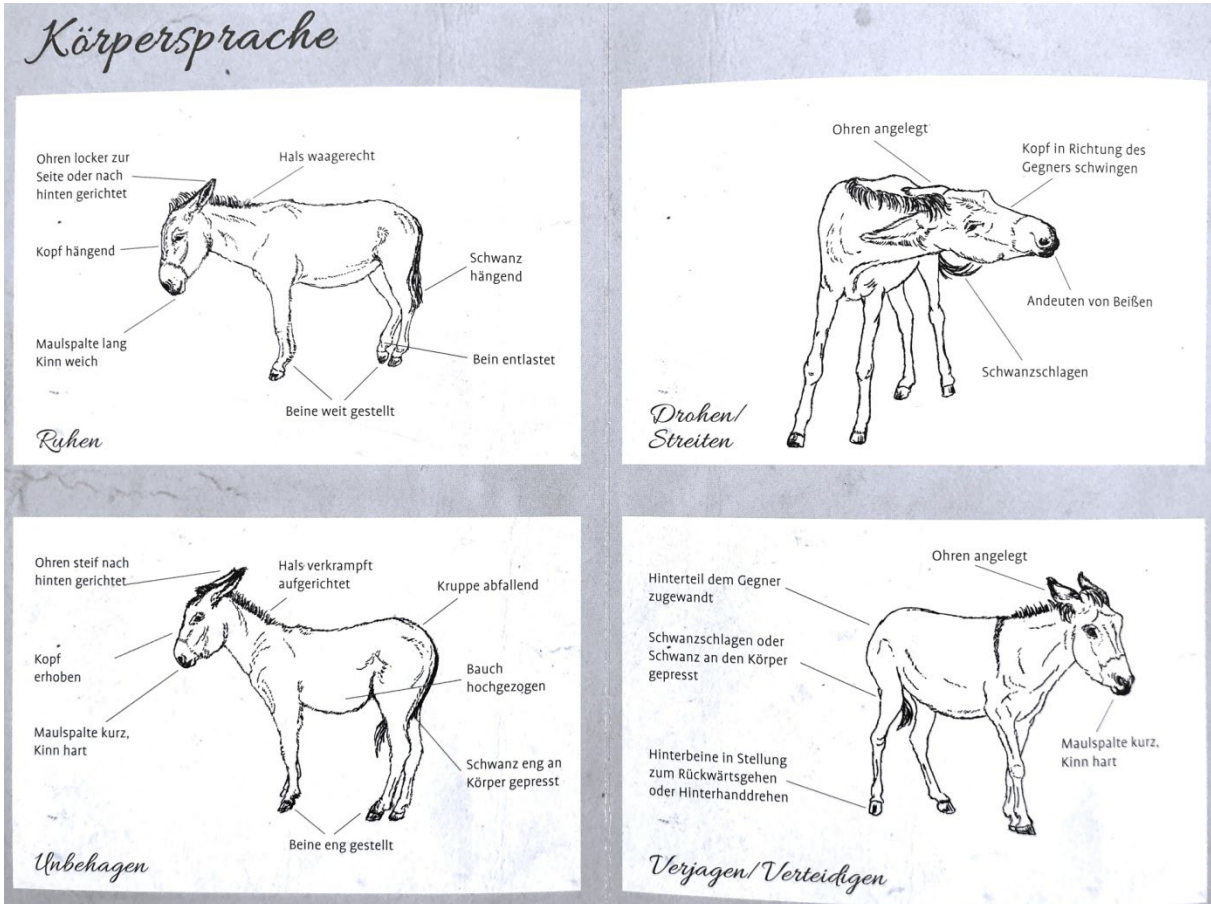 Körpersprache
Ohren locker zur
Seite oder nach
hinten gerichtet
Hals waagerecht
Kopf hängend
Schwanz
hängend
Maulspalte lang
Kinn weich
Bein entlastet
Beine weit gestellt
Ruhen
Ohren angelegt
Kopf in Richtung des
Gegners schwingen
Andeuten von Beißen
Schwanzschlagen
Drohen/
Streiten
Ohren steif nach
hinten gerichtet
Hals verkrampft
aufgerichtet
Kruppe abfallend
Kopf
erhoben
Bauch
hochgezogen
Maulspalte kurz,
Kinn hart
Schwanz eng an
Körper gepresst
Beine eng gestellt
Unbehagen
Ohren angelegt
Hinterteil dem Gegner
zugewandt
Schwanzschlagen oder
Schwanz an den Körper
gepresst
Maulspalte kurz,
Kinn hart
Hinterbeine in Stellung
zum Rückwärtsgehen
oder Hinterhanddrehen
Verjagen/Verteidigen